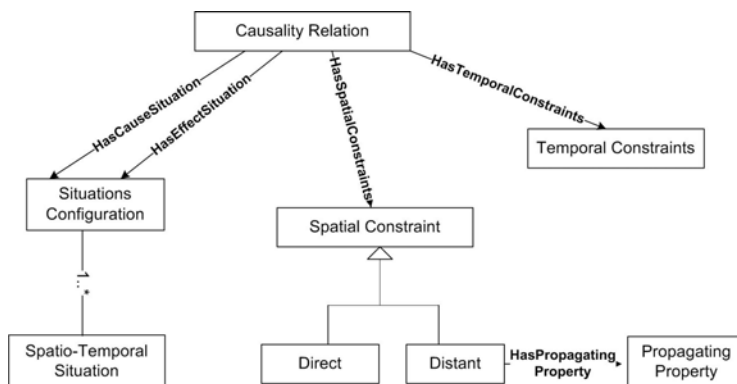 Causality Relation
HasCauseSituation
HasEffectSituation
HasSpatialConstraints
HasTemporalConstraints
Temporal Constraints
Situations
Configuration
Spatial Constraint
1..*
Spatio-Temporal
Situation
Direct
Distant
HasPropagating
Property
Propagating
Property